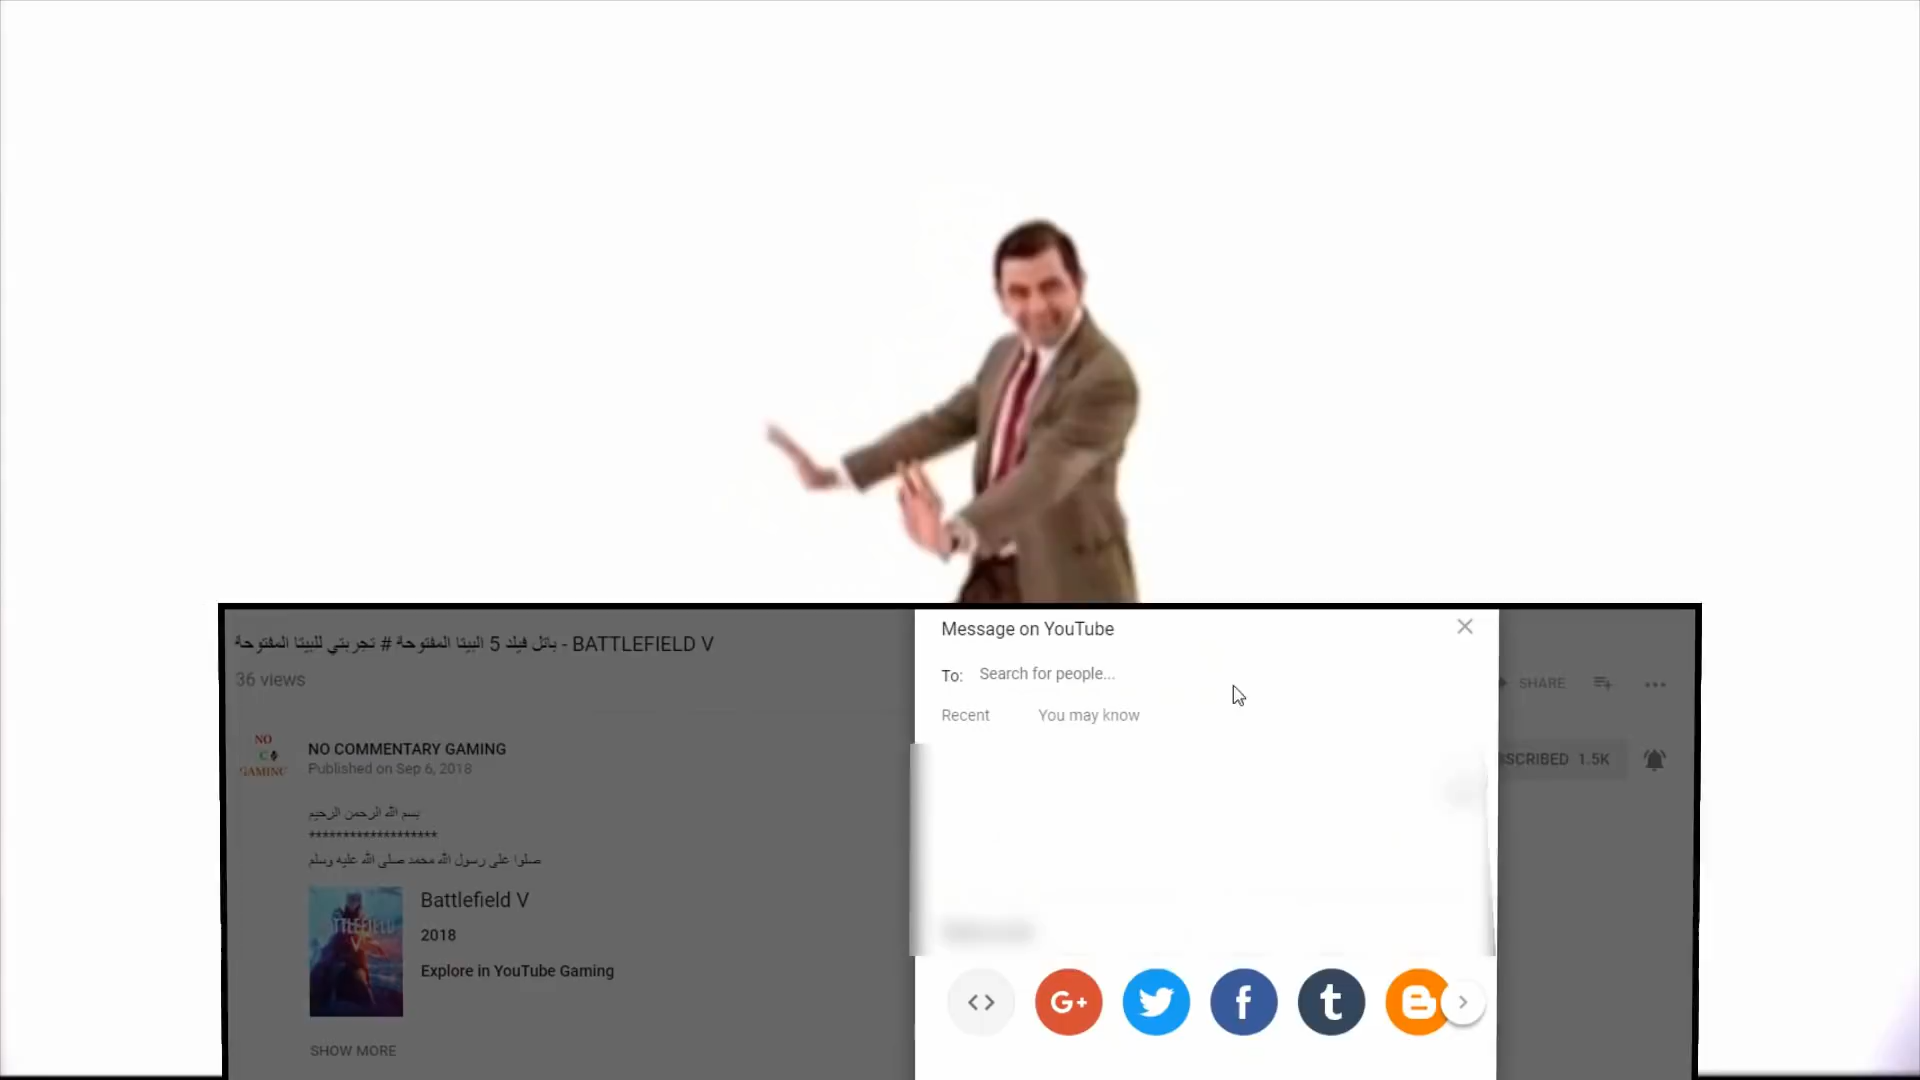 باتل فيلد 5 البيتا المفتوحة # تجربتي للبيتا المفتوحة - BATTLEFIELD V
36 views
SHARE
NO
GAMING
NO COMMENTARY GAMING
Published on Sep 6, 2018
SCRIBED 1.5K
بسم الله الرحمن الرحيم
*******************
صلوا على رسول الله محمد صلى الله عليه وسلم
Battlefield V
2018
Explore in YouTube Gaming
SHOW MORE
Message on YouTube
To: Search for people...
Recent You may know
G+
f
t